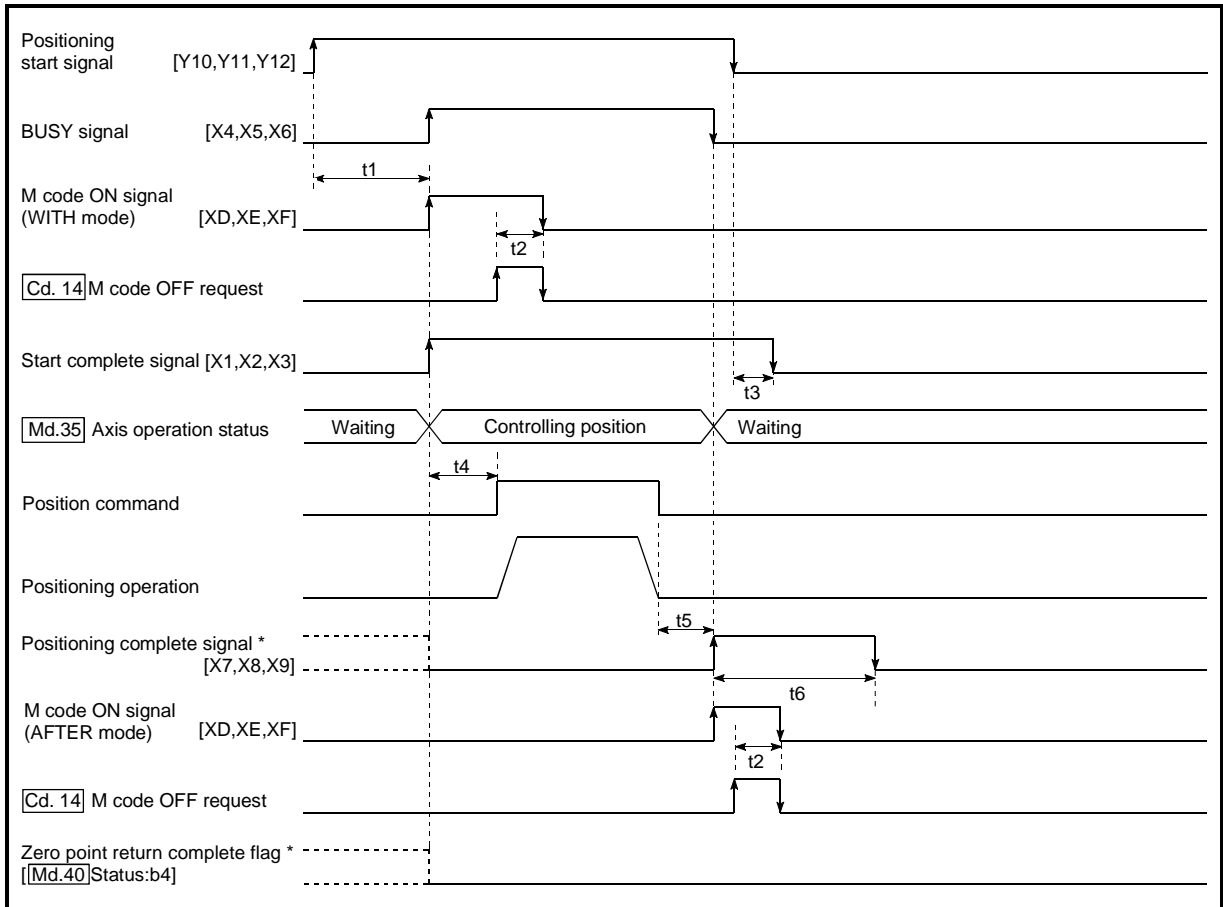 Positioning
start signal [Y10,Y11,Y12]
BUSY signal [X4,X5,X6]
t1
M code ON signal
(WITH mode) [XD,XE,XF]
t2
Cd. 14 M code OFF request
Start complete signal [X1,X2,X3]
t3
Md.35 Axis operation status Waiting Controlling position Waiting
t4
Position command
Positioning operation
t5
Positioning complete signal *
[X7,X8,X9]
t6
M code ON signal
(AFTER mode) [XD,XE,XF]
t2
Cd. 14 M code OFF request
Zero point return complete flag *
[Md.40 Status:b4]